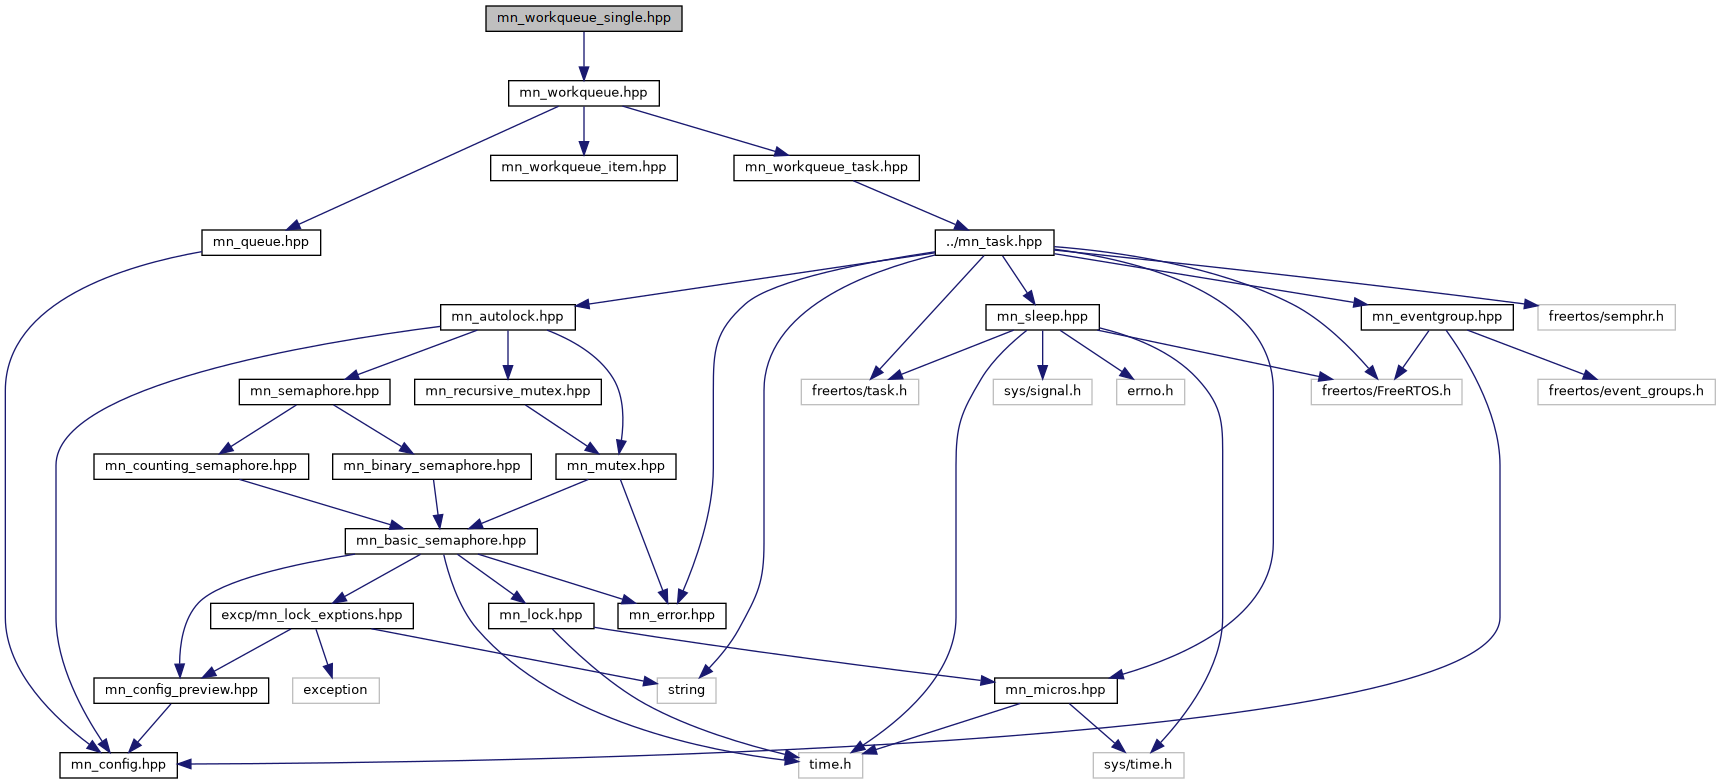 mn_workqueue_single.hpp
mn_workqueue.hpp
mn_workqueue_item.hpp
mn_workqueue_task.hpp
mn_queue.hpp
../mn_task.hpp
mn_autolock.hpp
mn_sleep.hpp
mn_eventgroup.hpp
freertos/semphr.h
mn_semaphore.hpp
mn_recursive_mutex.hpp
freertos/task.h
sys/signal.h
errno.h
freertos/FreeRTOS.h
freertos/event_groups.h
mn_counting_semaphore.hpp
mn_binary_semaphore.hpp
mn_mutex.hpp
mn_basic_semaphore.hpp
excp/mn_lock_exptions.hpp
mn_lock.hpp
mn_error.hpp
mn_config_preview.hpp
exception
string
mn_micros.hpp
mn_config.hpp
time.h
sys/time.h